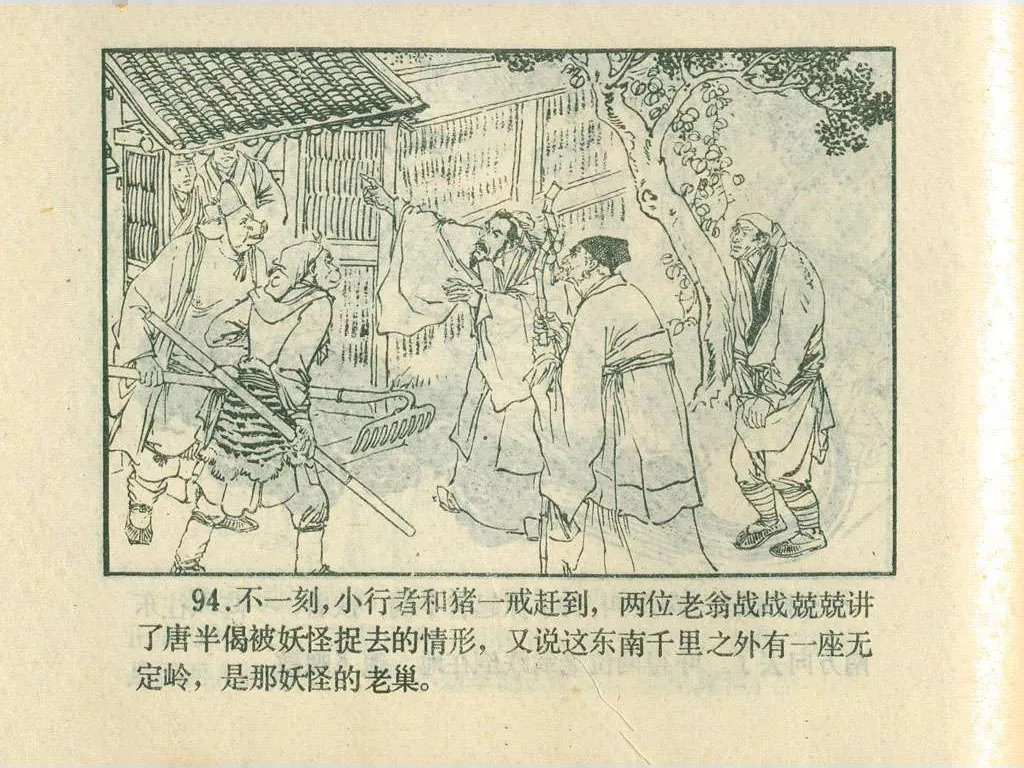 94.不一刻，小行者和猪一戒赶到，两位老翁战战兢兢讲
了唐半偈被妖怪捉去的情形，又说这东南千里之外有一座无
定岭，是那妖怪的老巢。